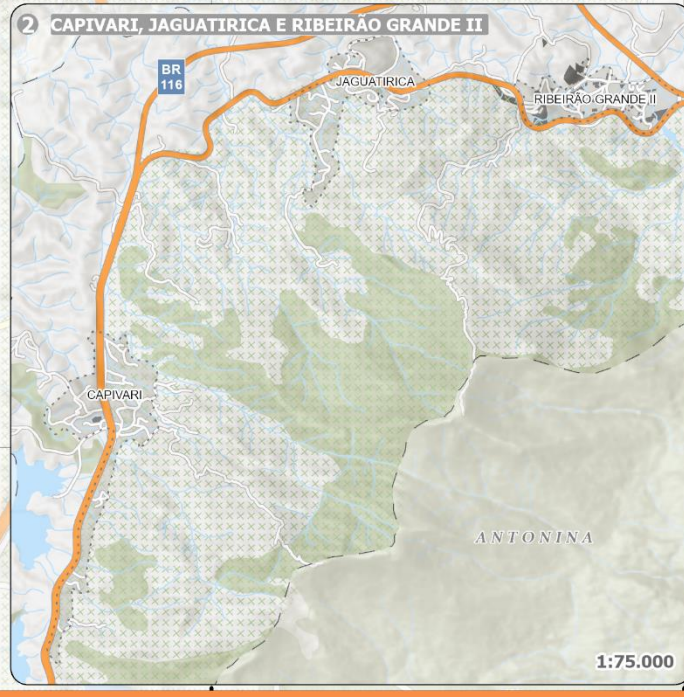 2 CAPIVARI, JAGUATIRICA E RIBEIRÃO GRANDE II
BR
116
JAGUATIRICA
RIBEIRÃO GRANDE II
CAPIVARI
ANTONINA
1:75.000